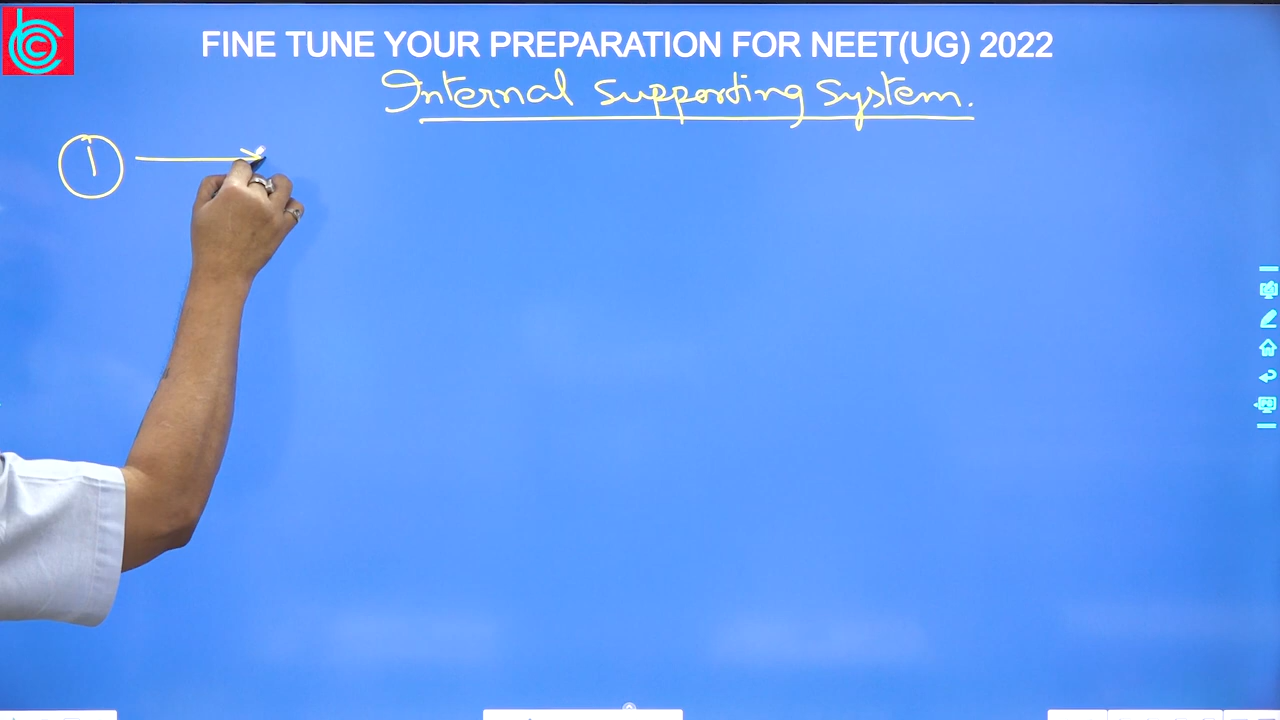 FINE TUNE YOUR PREPARATION FOR NEET(UG) 2022
Internal supporting system.
1